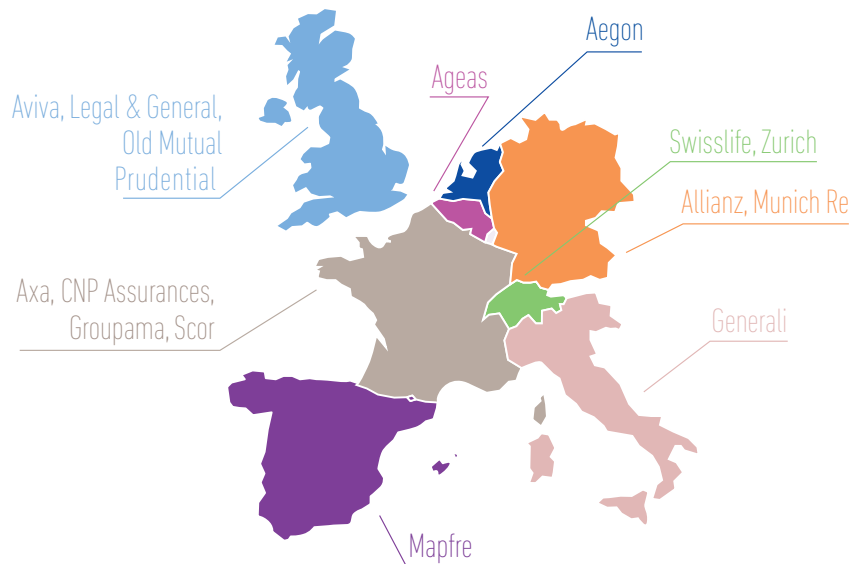 Aegon
Ageas
Aviva, Legal & General,
Old Mutual
Prudential
Swisslife, Zurich
Allianz, Munich Re
Axa, CNP Assurances,
Groupama, Scor
Generali
Mapfre